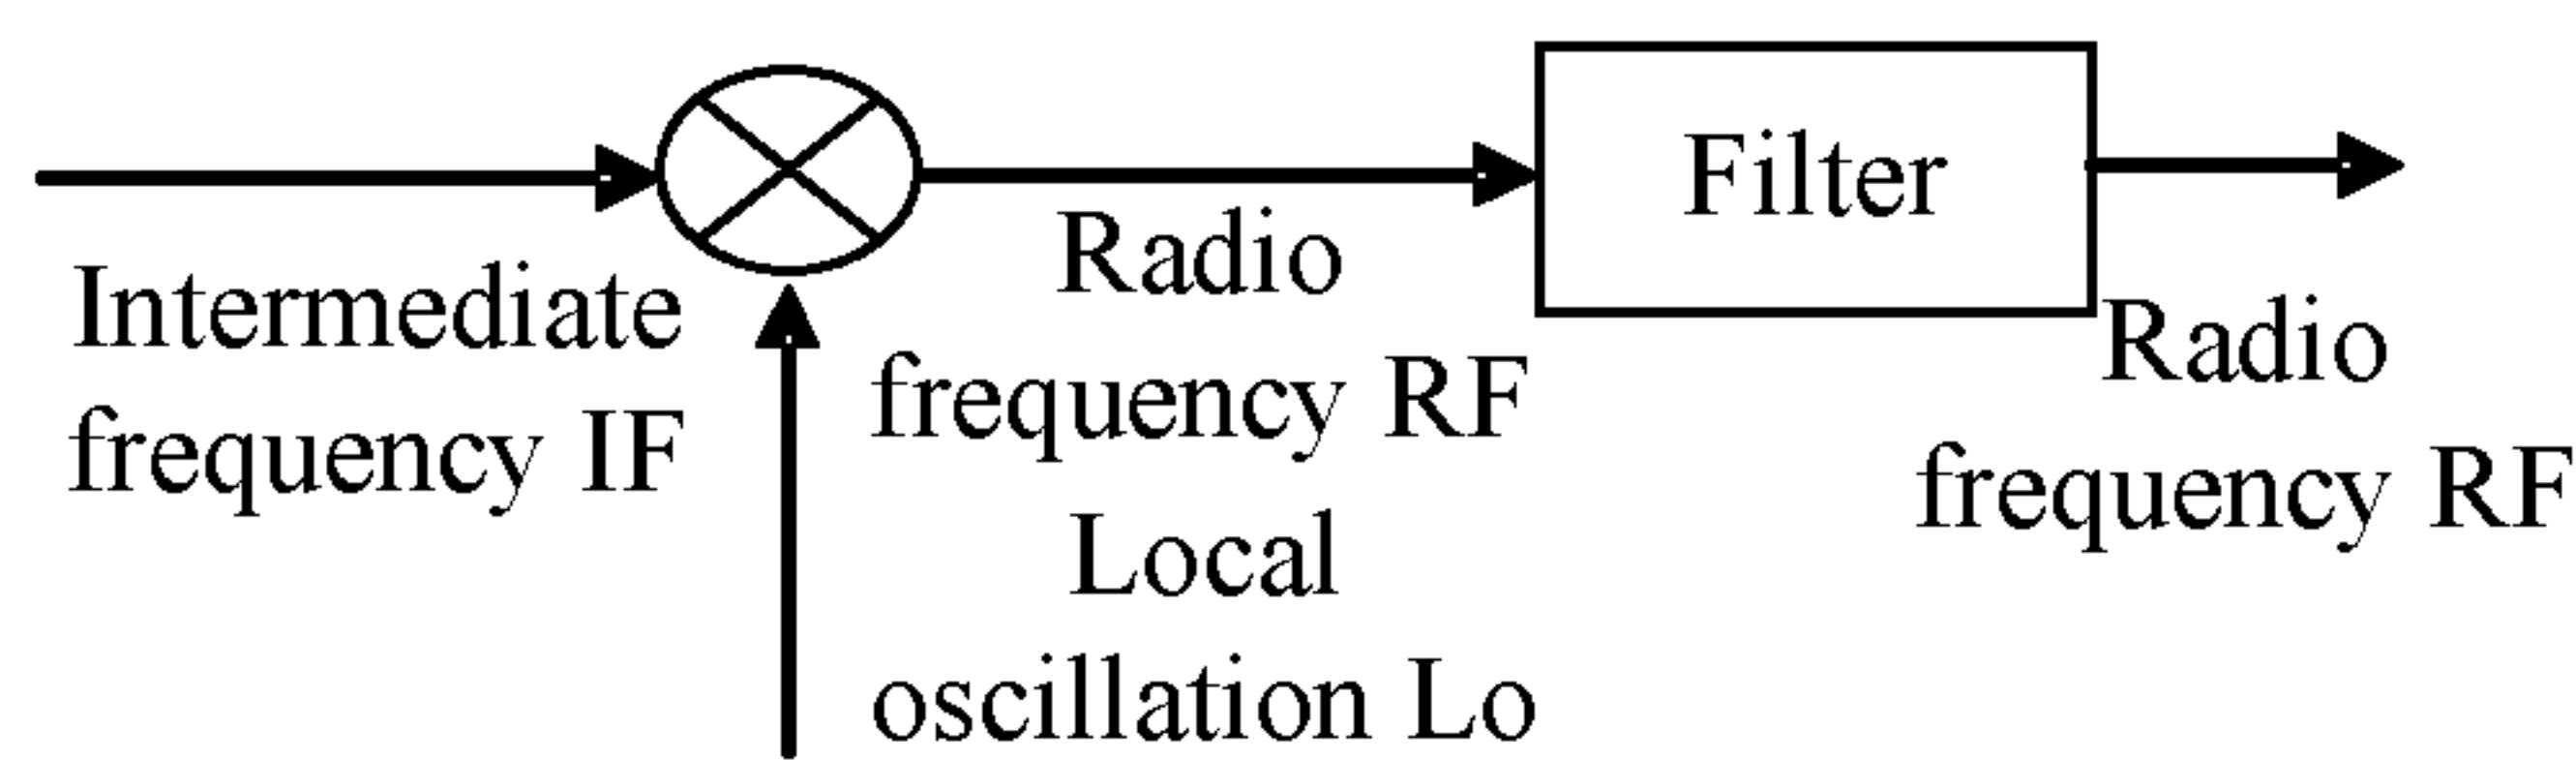 Filter
Intermediate
frequency IF
Radio
frequency RF
Local
oscillation Lo
Radio
frequency RF